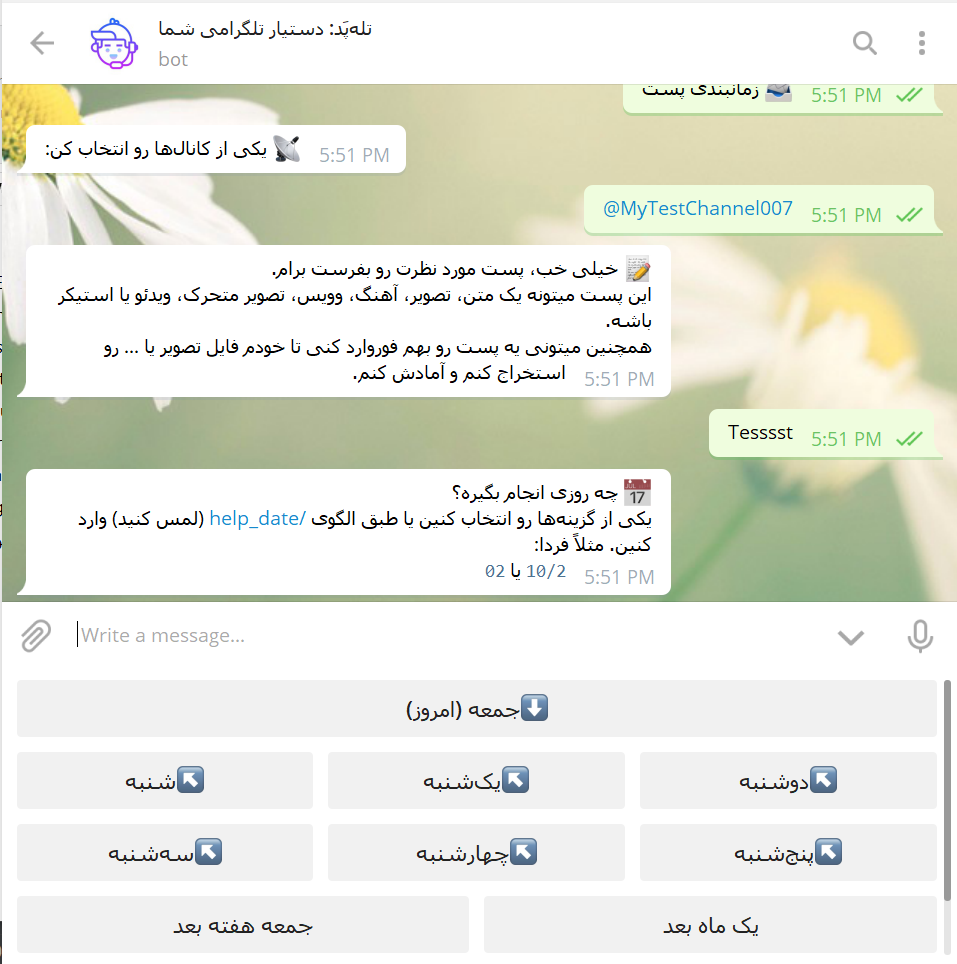 تله‌پَد: دستیار تلگرامی شما
bot
زمانبندی پست
5:51 PM
یکی از کانال‌ها رو انتخاب کن:
5:51 PM
@MyTestChannel007
5:51 PM
خیلی خب، پست مورد نظرت رو بفرست برام.
این پست میتونه یک متن، تصویر، آهنگ، وویس، تصویر متحرک، ویدئو یا استیکر
باشه.
همچنین میتونی یه پست رو بهم فوروارد کنی تا خودم فایل تصویر یا ... رو
استخراج کنم و آمادش کنم.
5:51 PM
Tesssst
5:51 PM
چه روزی انجام بگیره؟
یکی از گزینه‌ها رو انتخاب کنین یا طبق الگوی /help_date (لمس کنید) وارد
کنین. مثلاً فردا:
10/2 یا 02
5:51 PM
Write a message...
جمعه (امروز)
شنبه
یک‌شنبه
دوشنبه
سه‌شنبه
چهارشنبه
پنج‌شنبه
جمعه هفته بعد
یک ماه بعد